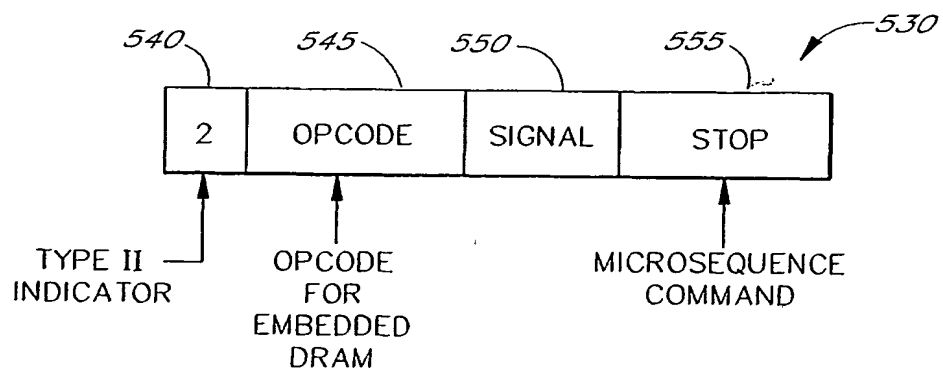 540
545
550
555
530
2
OPCODE
SIGNAL
STOP
TYPE II
INDICATOR
OPCODE
FOR
EMBEDDED
DRAM
MICROSEQUENCE
COMMAND